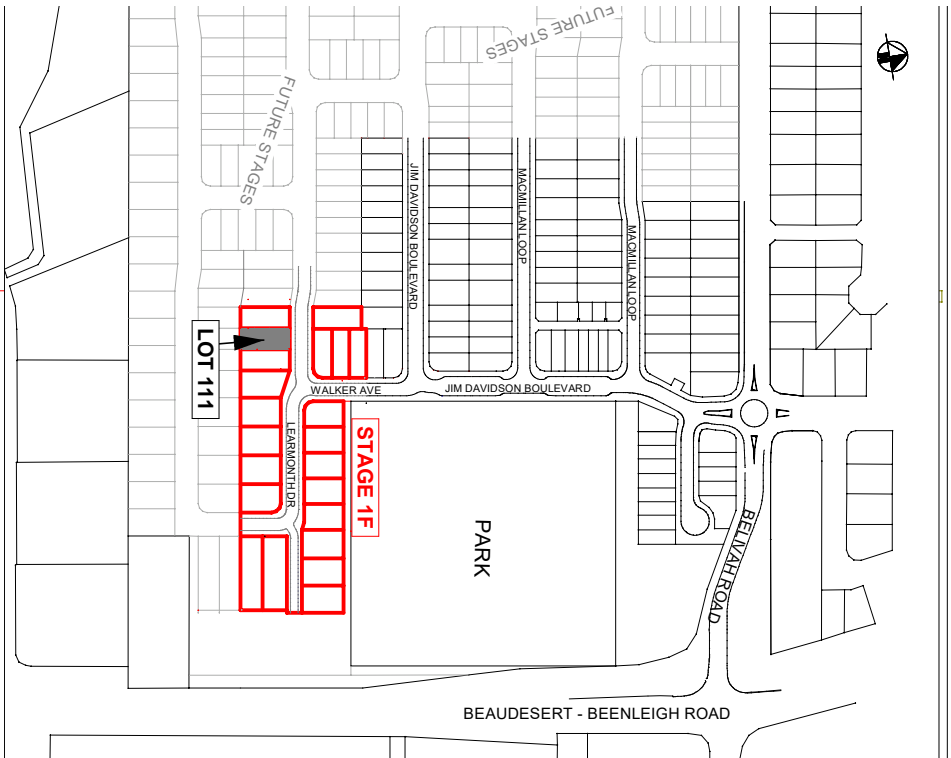 FUTURE STAGES
FUTURE STAGES
JIM DAVIDSON BOULEVARD
MACMILLAN LOOP
MACMILLAN LOOP
LOT 111
WALKER AVE
JIM DAVIDSON BOULEVARD
LEARMONTH DR
STAGE 1F
PARK
BELIVAH ROAD
BEAUDESERT - BEENLEIGH ROAD